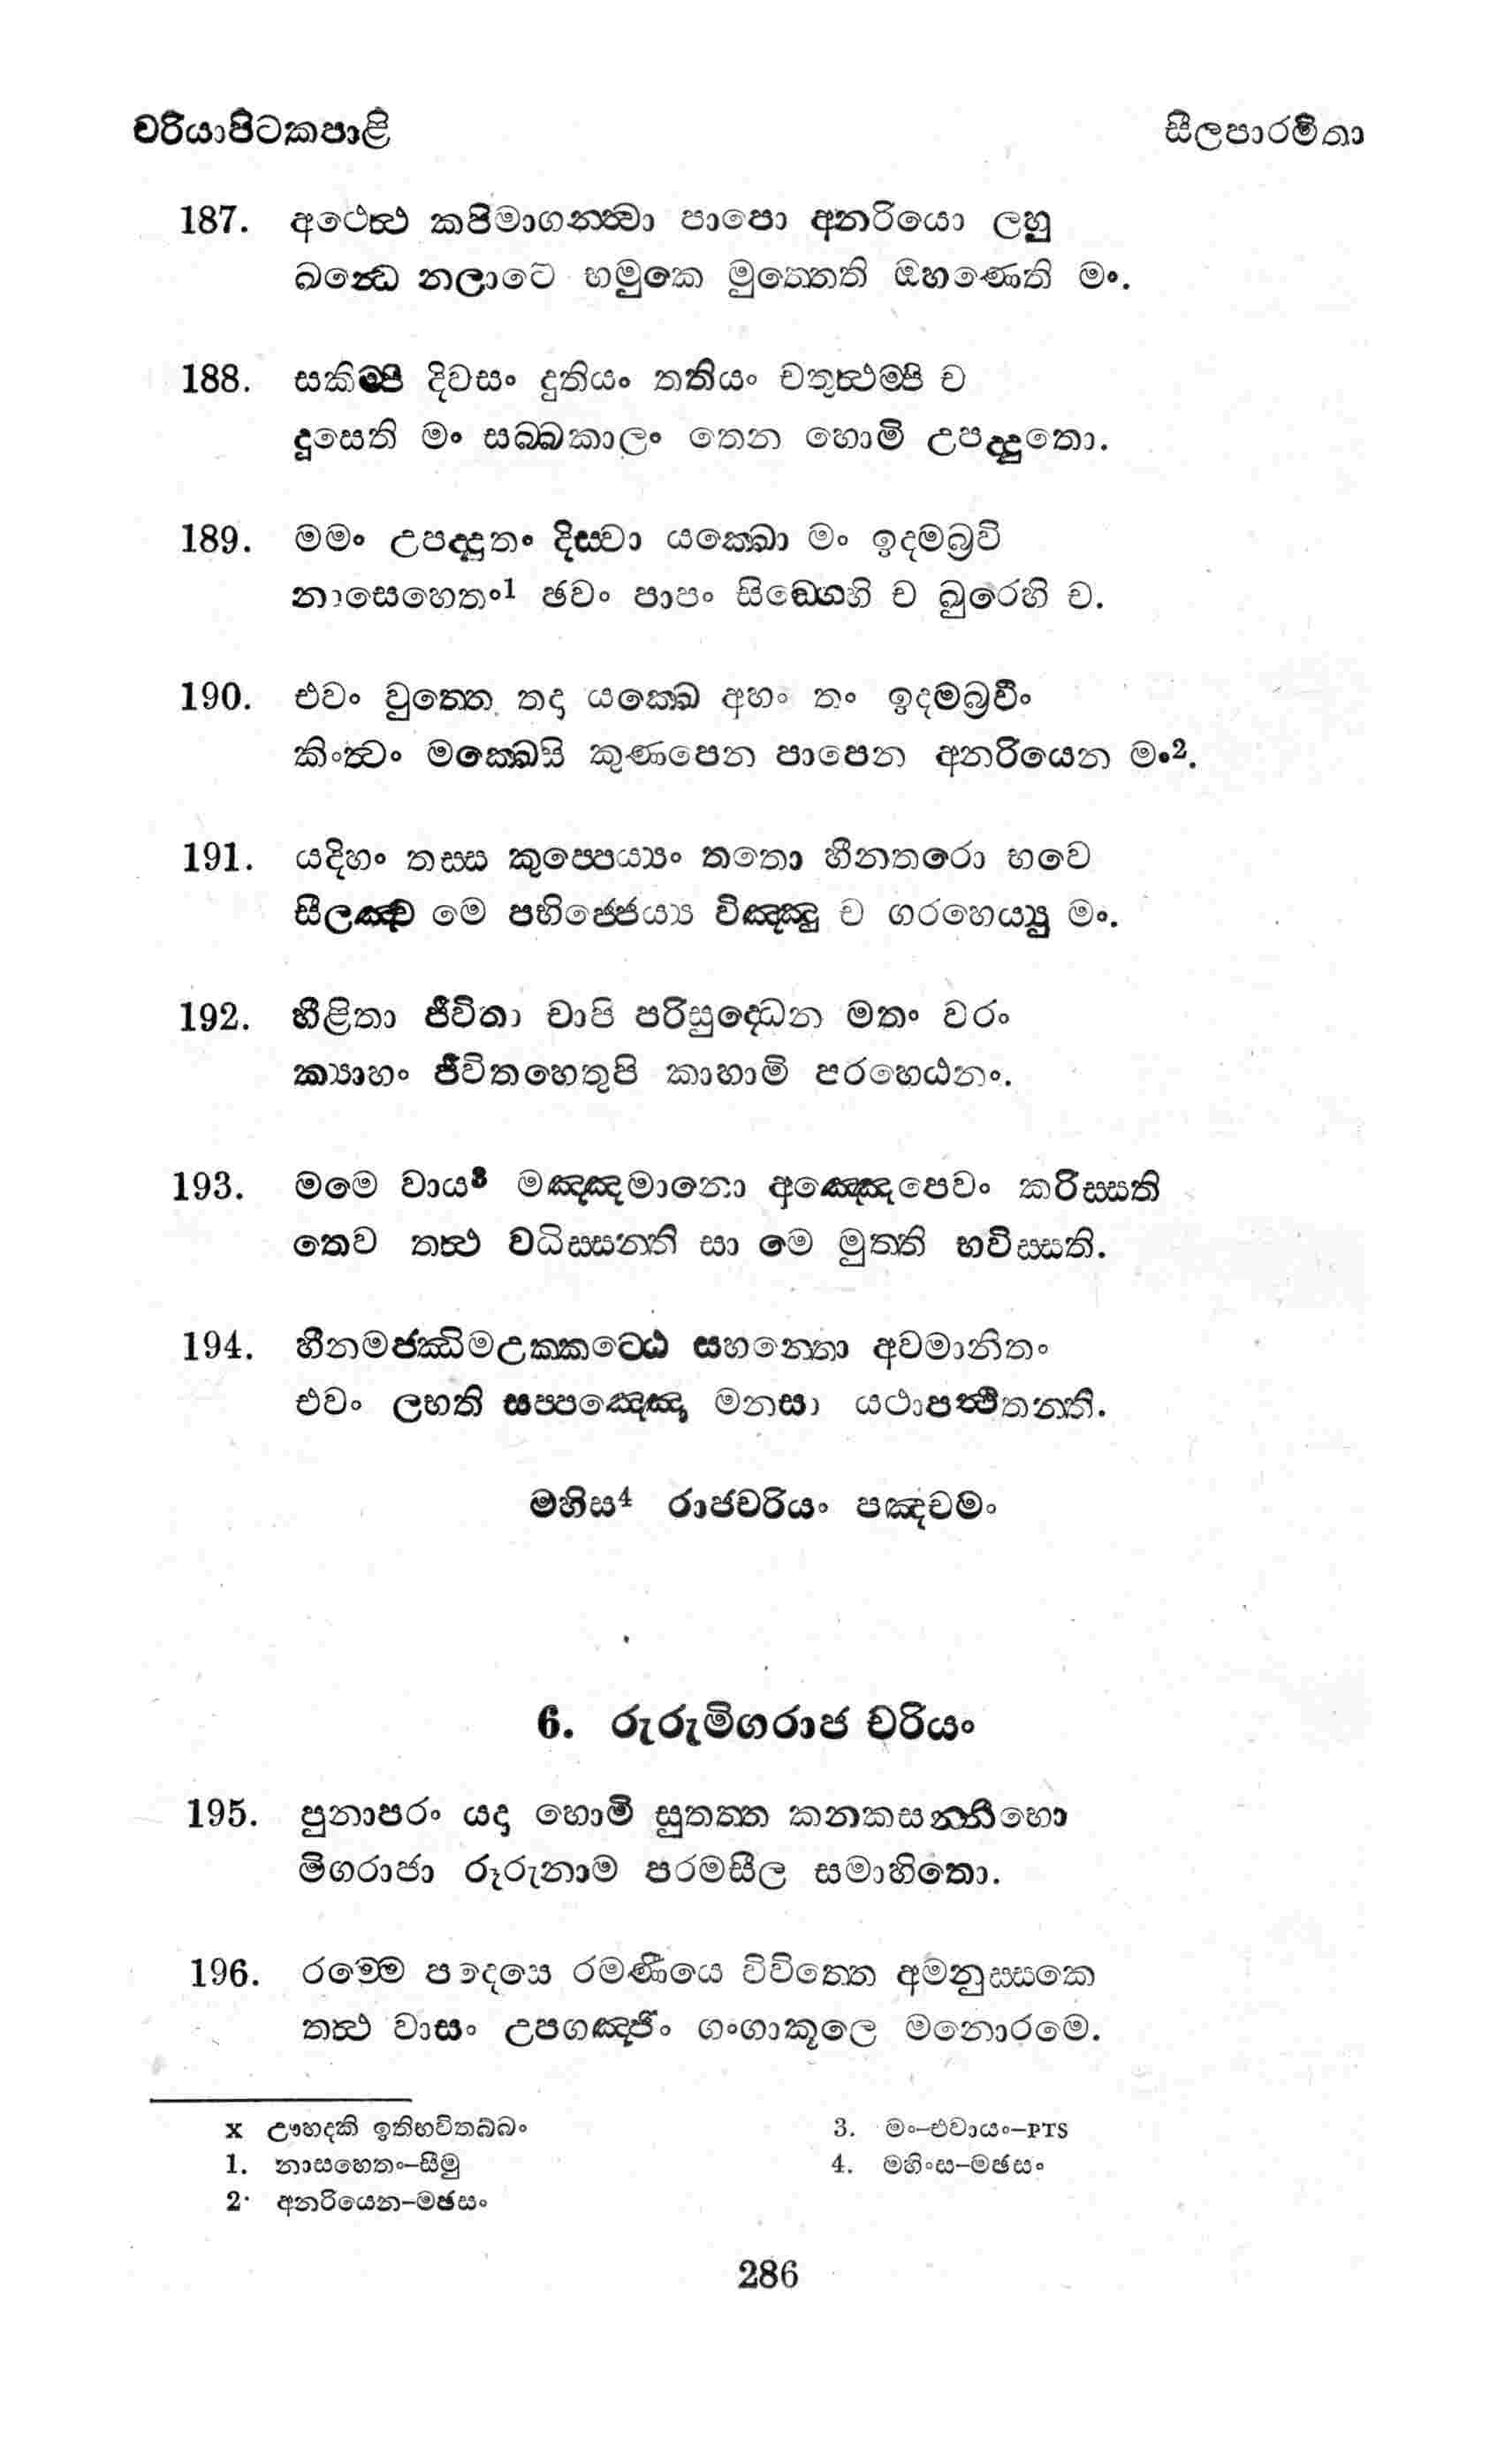 චරියාපිටකපාළි
සීලපාරමිතා
187. අථෙත්‍ථ කපිමාගන්ත්‍වා පාපො අනරියො ලහු
ඛන්‍ධෙ නලාටෙ භමුකෙ මුත්තෙති ඔහණෙති මං.
188. සකිම්පි දිවසං දුතියං තතියං චතුත්‍ථම්පි ච
දූසෙති මං සබ්බකාලං තෙන හොමි උපද්දුතො.
189. මමං උපද්දුතං දිස්වා යක්ඛො මං ඉදමබ්‍රවි
නාසෙහෙතං1 ඡවං පාපං සිඞ්ගෙහි ච ඛුරෙහි ච.
190. එවං වුත්තෙ තදා යක්ඛෙ අහං තං ඉදමබ්‍රවිං
කිංත්‍වං මක්ඛෙසි කුණපෙන පාපෙන අනරියෙන මං2.
191. යදිහං තස්ස කුප්පෙය්‍යං තතො හීනතරො භවෙ
සීලඤ්ච මෙ පභිජ්ජෙය්‍ය විඤ්ඤු ච ගරහෙය්‍යු මං.
192. හීළිතා ජීවිතා චාපි පරිසුද්ධෙන මතං වරං
ක්‍යාහං ජීවිතහෙතුපි කාහාමි පරහෙඨනං.
193. මමෙ වාය3 මඤ්ඤමානො අඤ්ඤෙපෙවං කරිස්සති
තෙව තත්‍ථ වධිස්සන්ති සා මෙ මුත්ති භවිස්සති.
194. හීනමජ්ඣිමඋක්කට්ඨෙ සහන්තො අවමානිතං
එවං ලභති සප්පඤ්ඤෙ මනසා යථාපත්‍ථිතන්ති.
මහිස4 රාජචරියං පඤ්චමං
6. රුරුමිගරාජ චරියං
195. පුනාපරං යදා හොමි සුතත්ත කනකසන්නිභො
මිගරාජා රූරුනාම පරමසීල සමාහිතො.
196. රම්මෙ පදෙසෙ රමණීයෙ විවිත්තෙ අමනුස්සකෙ
තත්‍ථ වාසං උපගඤ්ජිං ගංගාකූලෙ මනොරමෙ.
x ඌහදකි ඉතිභවිතබ්බං
1. නාසහෙතං-සීමු
2. අනරියෙන-මඡසං
3. මං-එවායං-PTS
4. මහිංස-මඡසං
286